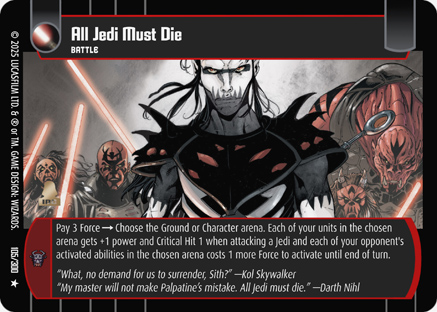 All Jedi Must Die
BATTLE
Pay 3 Force → Choose the Ground or Character arena. Each of your units in the chosen
arena gets +1 power and Critical Hit 1 when attacking a Jedi and each of your opponent's
activated abilities in the chosen arena costs 1 more Force to activate until end of turn.
“What, no demand for us to surrender, Sith?” —Kol Skywalker
“My master will not make Palpatine's mistake. All Jedi must die.” —Darth Nihl
© 2025 LUCASFILM LTD. & ® or TM. GAME DESIGN: WIZARDS.
105/300 ★